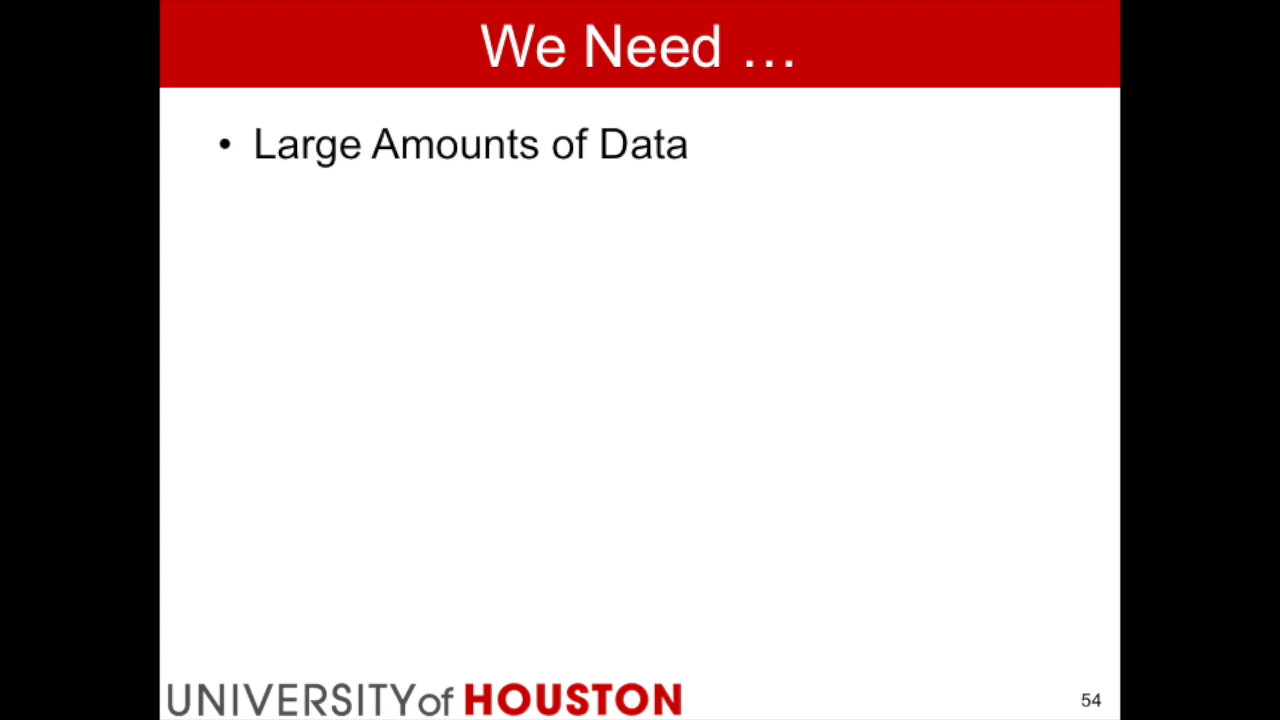 We Need …
• Large Amounts of Data
UNIVERSITYof HOUSTON
54